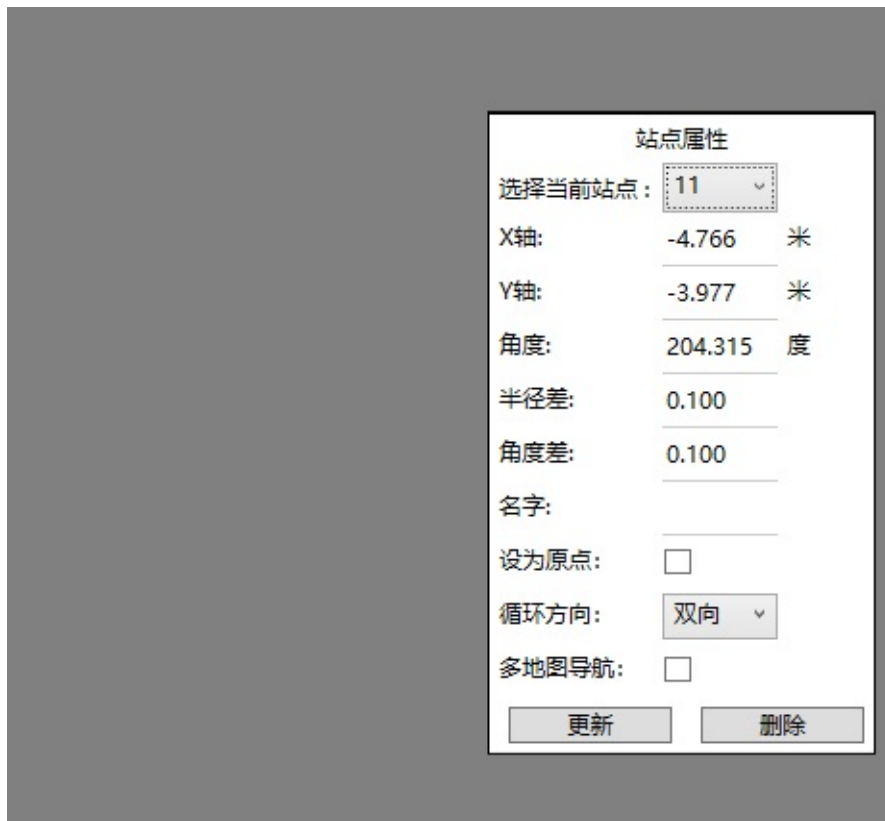 站点属性
选择当前站点： 11
X轴: -4.766 米
Y轴: -3.977 米
角度: 204.315 度
半径差: 0.100
角度差: 0.100
名字:
设为原点：
循环方向： 双向
多地图导航：
更新 删除